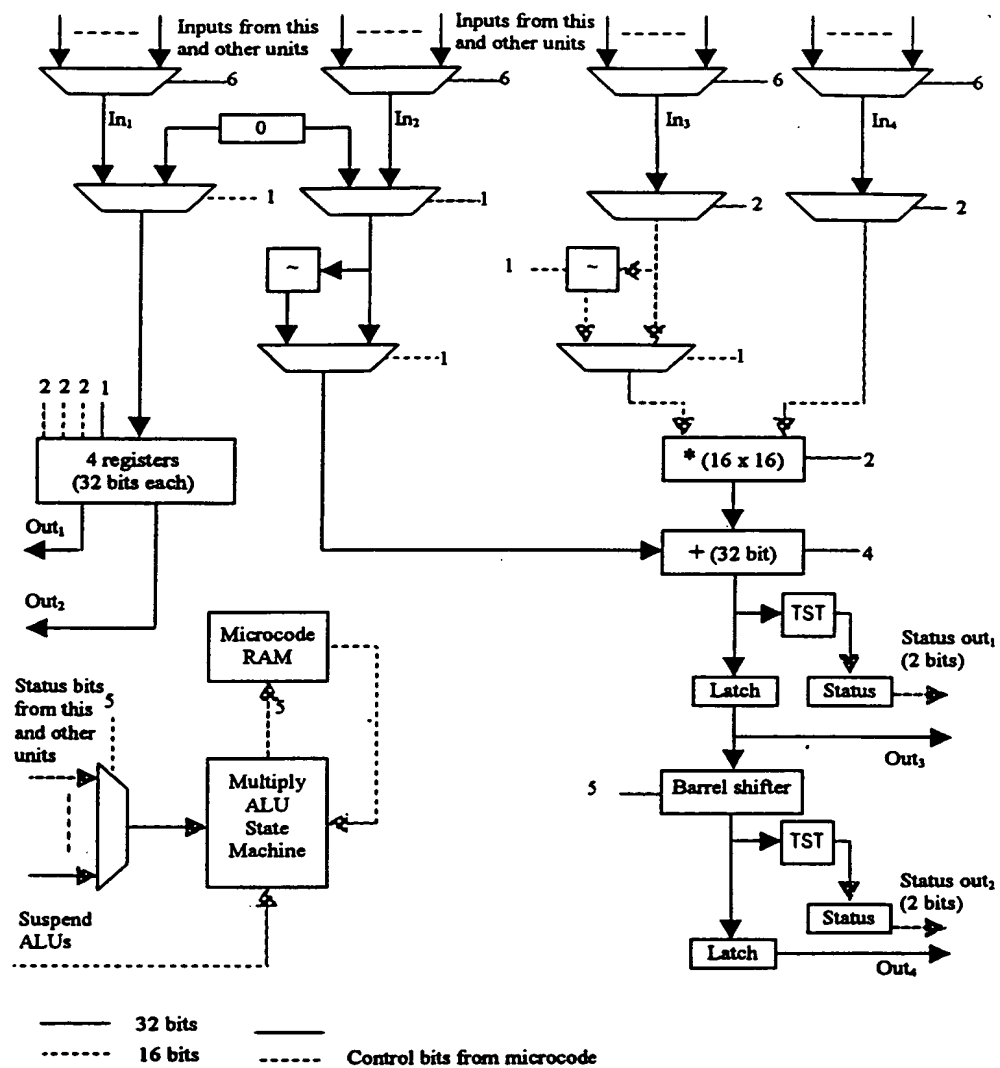 Inputs from this
and other units
Inputs from this
and other units
6
6
6
6
In₁
0
In₂
In₃
In₄
1
1
2
2
~
1
~
1
1
2 2 2 1
4 registers
(32 bits each)
* (16 x 16)
2
Out₁
+ (32 bit)
4
Out₂
Microcode
RAM
TST
Status out₁
(2 bits)
Latch
Status
Status bits
from this
and other
units
5
5
Out₃
Multiply
ALU
State
Machine
5
Barrel shifter
TST
Status out₂
(2 bits)
Status
Suspend
ALUs
Latch
Out₄
32 bits
16 bits
Control bits from microcode